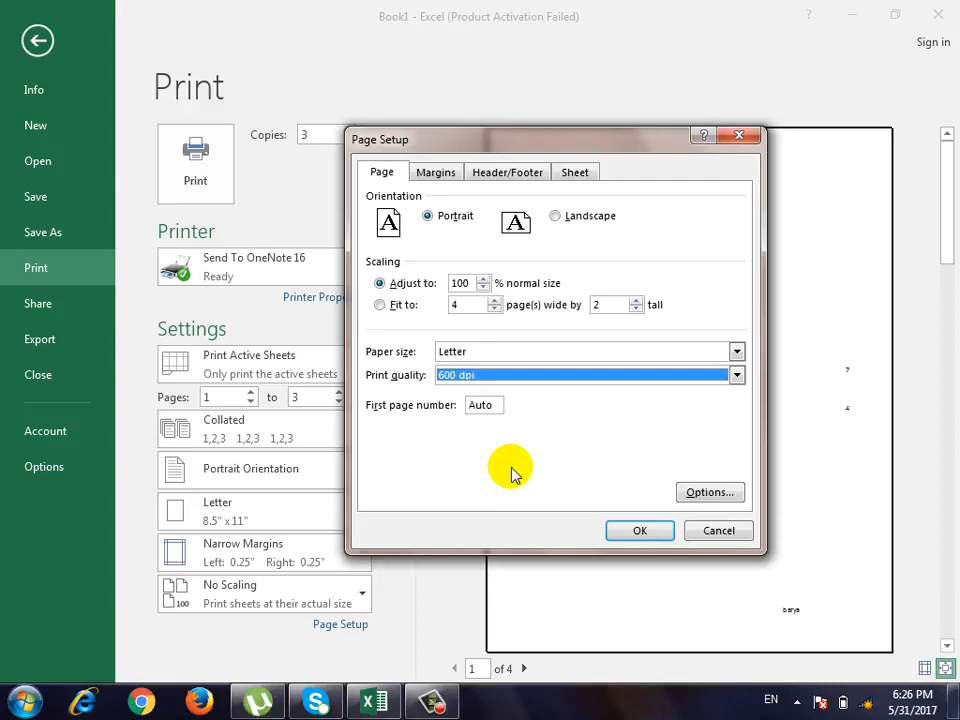 Book1 - Excel (Product Activation Failed)
?
Sign in
Info
New
Open
Save
Save As
Print
Share
Export
Close
Account
Options
Print
Print
Copies: 3
Printer
Send To OneNote 16
Ready
Printer Prop
Settings
Print Active Sheets
Only print the active sheets
Pages: 1 to 3
Collated
1,2,3 1,2,3 1,2,3
Portrait Orientation
Letter
8.5" x 11"
Narrow Margins
Left: 0.25" Right: 0.25"
No Scaling
100 Print sheets at their actual size
Page Setup
Page Setup
?
Page Margins Header/Footer Sheet
Orientation
A Portrait A Landscape
Scaling
Adjust to: 100 % normal size
Fit to: 4 page(s) wide by 2 tall
Paper size: Letter
Print quality: 600 dpi
First page number: Auto
Options...
OK Cancel
1 of 4
EN
6:26 PM
5/31/2017